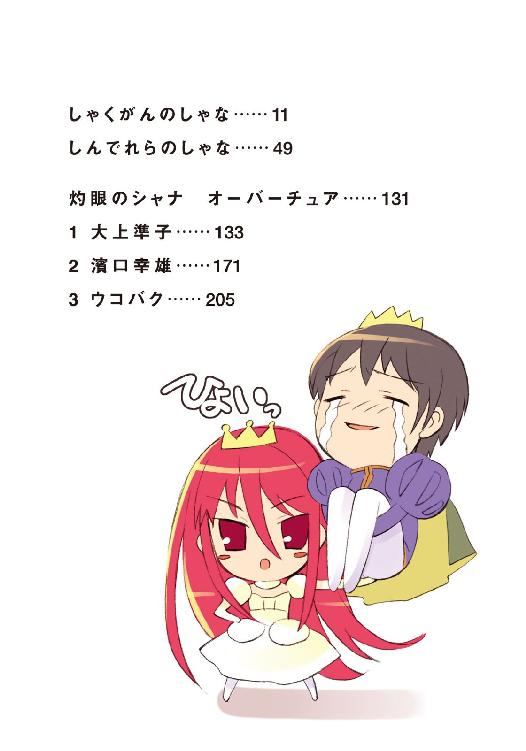 しゃくがんのしゃな……11
しんでれらのしゃな……49
灼眼のシャナ　オーバーチュア……131
1 大上準子……133
2 濱口幸雄……171
3 ウコバク……205
ひょいっ